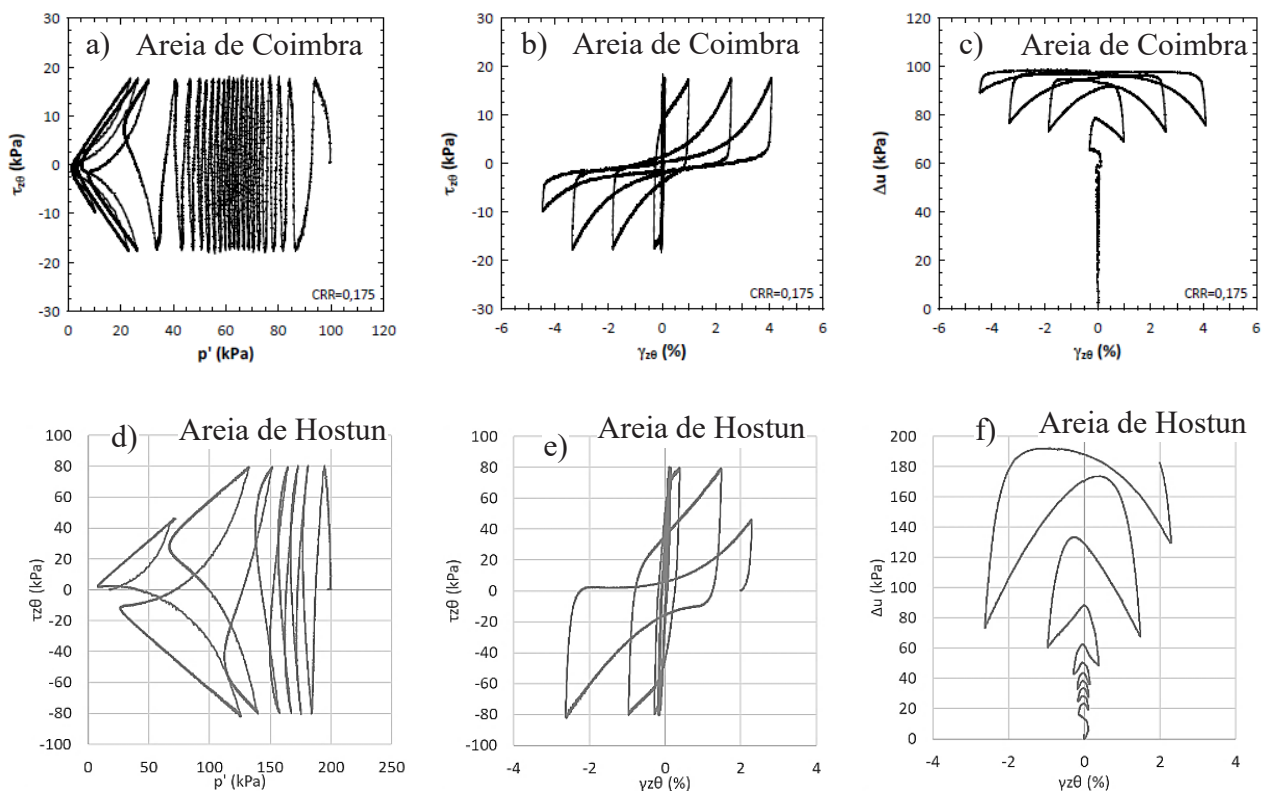 a) Areia de Coimbra
30
20
10
0
-10
-20
-30
τzθ (kPa)
0 20 40 60 80 100 120
p' (kPa)
CRR=0,175
b) Areia de Coimbra
30
20
10
0
-10
-20
-30
τzθ (kPa)
-6 -4 -2 0 2 4 6
γzθ (%)
CRR=0,175
c) Areia de Coimbra
120
100
80
60
40
20
0
Δu (kPa)
-6 -4 -2 0 2 4 6
γzθ (%)
CRR=0,175
d) Areia de Hostun
100
80
60
40
20
0
-20
-40
-60
-80
-100
τzθ (kPa)
0 50 100 150 200 250
p' (kPa)
e) Areia de Hostun
100
80
60
40
20
0
-20
-40
-60
-80
-100
τzθ (kPa)
-4 -2 0 2 4
γzθ (%)
f) Areia de Hostun
200
180
160
140
120
100
80
60
40
20
0
Δu (kPa)
-4 -2 0 2 4
γzθ (%)